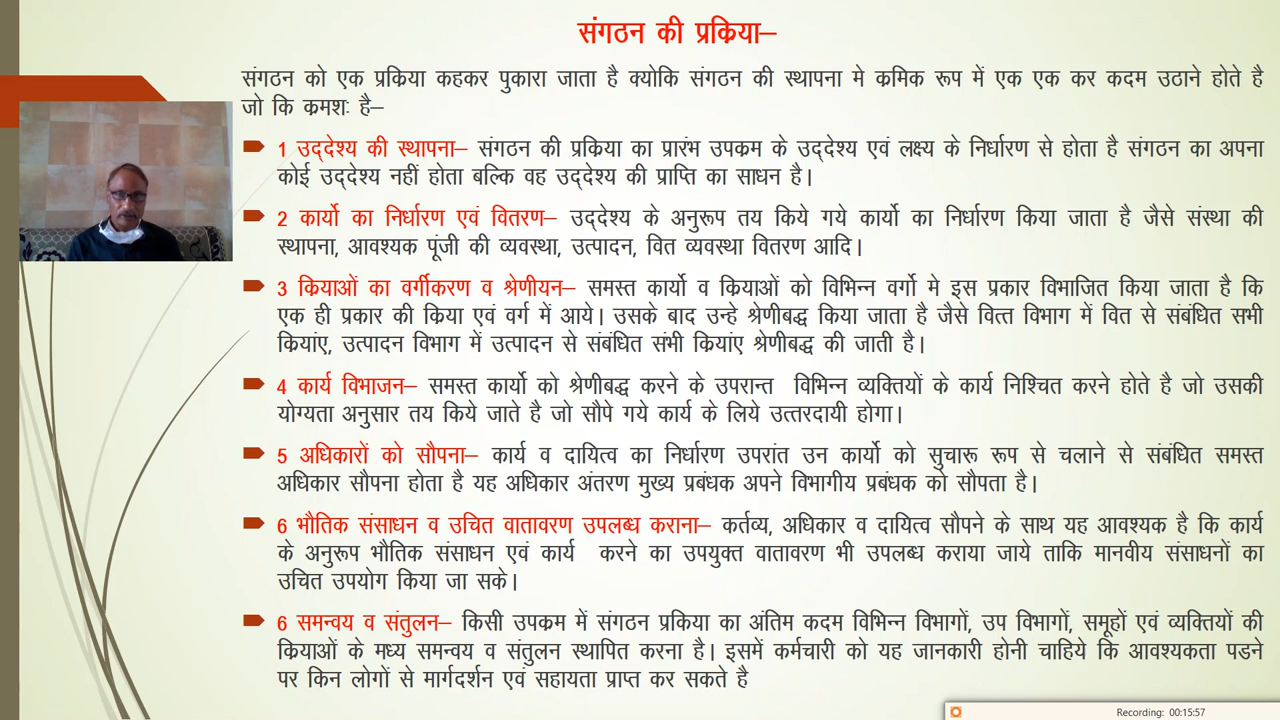 संगठन की प्रकिया–
संगठन को एक प्रकिया कहकर पुकारा जाता है क्योकि संगठन की स्थापना मे कमिक रूप में एक एक कर कदम उठाने होते है
जो कि कमशः है–
1 उद्देश्य की स्थापना– संगठन की प्रकिया का प्रारंभ उपकम के उद्देश्य एवं लक्ष्य के निर्धारण से होता है संगठन का अपना
कोई उद्देश्य नहीं होता बल्कि वह उद्देश्य की प्राप्ति का साधन है।
2 कार्यो का निर्धारण एवं वितरण– उद्देश्य के अनुरूप तय किये गये कार्यो का निर्धारण किया जाता है जैसे संस्था की
स्थापना, आवश्यक पूंजी की व्यवस्था, उत्पादन, वित व्यवस्था वितरण आदि।
3 कियाओं का वर्गीकरण व श्रेणीयन– समस्त कार्यो व कियाओं को विभिन्न वर्गो मे इस प्रकार विभाजित किया जाता है कि
एक ही प्रकार की किया एवं वर्ग में आये। उसके बाद उन्हे श्रेणीबद्ध किया जाता है जैसे वित्त विभाग में वित से संबंधित सभी
कियांए, उत्पादन विभाग में उत्पादन से संबंधित संभी कियांए श्रेणीबद्ध की जाती है।
4 कार्य विभाजन– समस्त कार्यो को श्रेणीबद्ध करने के उपरान्त विभिन्न व्यक्तियों के कार्य निश्चित करने होते है जो उसकी
योग्यता अनुसार तय किये जाते है जो सौपे गये कार्य के लिये उत्तरदायी होगा।
5 अधिकारों को सौपना– कार्य व दायित्व का निर्धारण उपरांत उन कार्यो को सुचारू रूप से चलाने से संबंधित समस्त
अधिकार सौपना होता है यह अधिकार अंतरण मुख्य प्रबंधक अपने विभागीय प्रबंधक को सौपता है।
6 भौतिक संसाधन व उचित वातावरण उपलब्ध कराना– कर्तव्य, अधिकार व दायित्व सौपने के साथ यह आवश्यक है कि कार्य
के अनुरूप भौतिक संसाधन एवं कार्य करने का उपयुक्त वातावरण भी उपलब्ध कराया जाये ताकि मानवीय संसाधनों का
उचित उपयोग किया जा सके।
6 समन्वय व संतुलन– किसी उपकम में संगठन प्रकिया का अंतिम कदम विभिन्न विभागों, उप विभागों, समूहों एवं व्यक्तियों की
कियाओं के मध्य समन्वय व संतुलन स्थापित करना है। इसमें कर्मचारी को यह जानकारी होनी चाहिये कि आवश्यकता पडने
पर किन लोगों से मार्गदर्शन एवं सहायता प्राप्त कर सकते है
Recording: 00:15:57